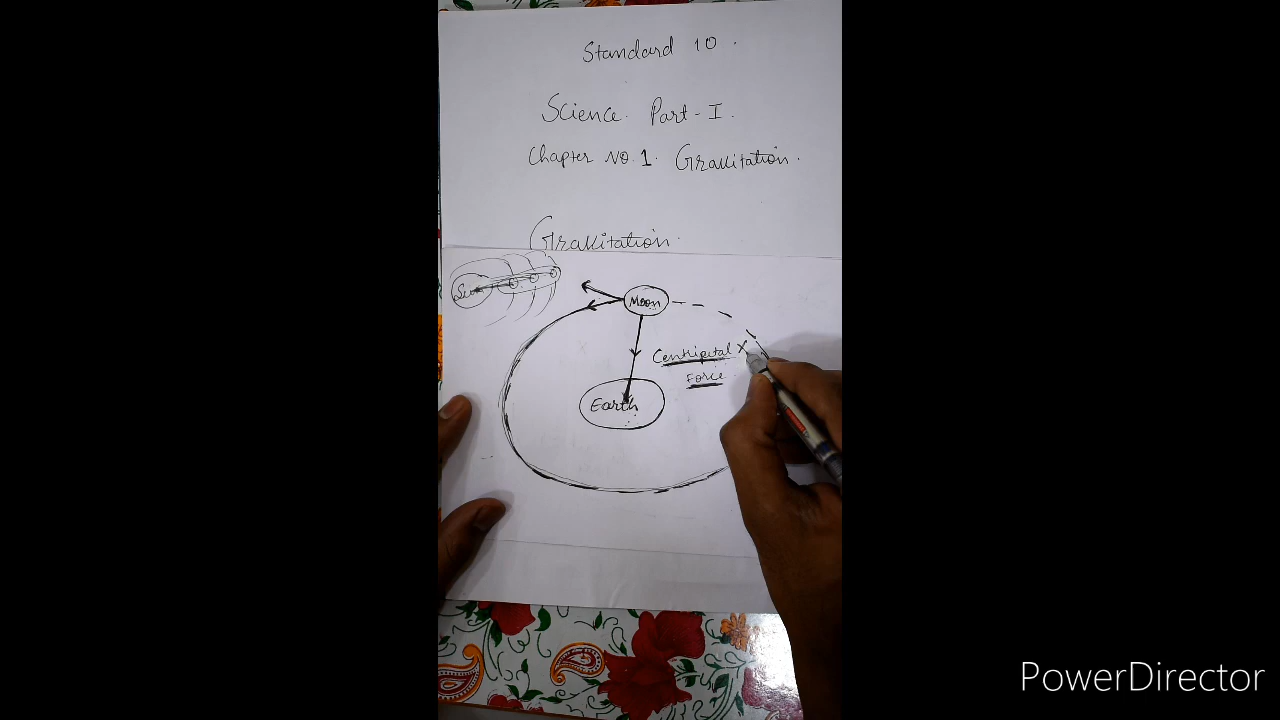 Standard 10.
Science. Part-I.
Chapter No.1. Gravitation.
Gravitation.
Sun
Moon
Centripetal X
Force
Earth
PowerDirector